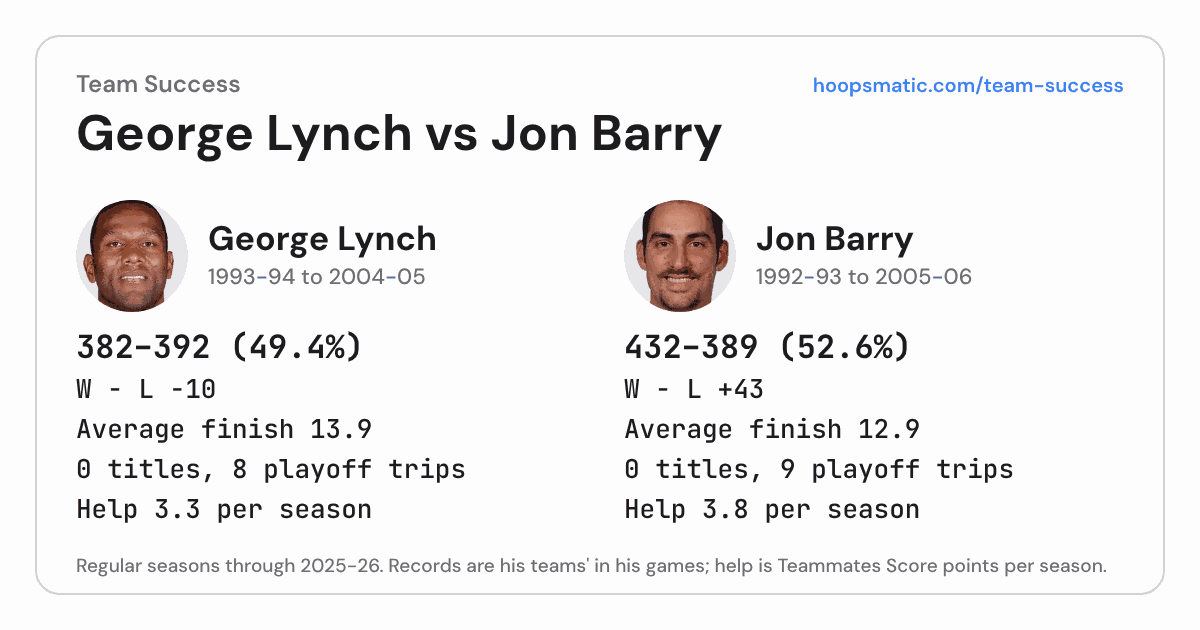 Team Success
hoopsmatic.com/team-success
George Lynch vs Jon Barry
George Lynch
1993-94 to 2004-05
382-392 (49.4%)
W - L -10
Average finish 13.9
0 titles, 8 playoff trips
Help 3.3 per season
Jon Barry
1992-93 to 2005-06
432-389 (52.6%)
W - L +43
Average finish 12.9
0 titles, 9 playoff trips
Help 3.8 per season
Regular seasons through 2025-26. Records are his teams' in his games; help is Teammates Score points per season.